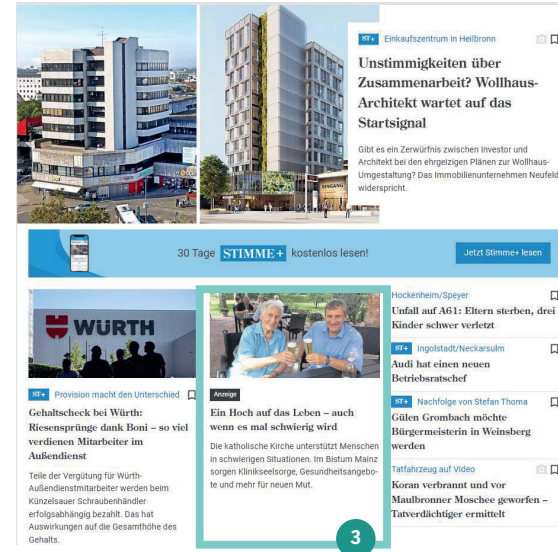 ST+ Einkaufszentrum in Heilbronn
Unstimmigkeiten über
Zusammenarbeit? Wollhaus-
Architekt wartet auf das
Startsignal
Gibt es ein Zerwürfnis zwischen Investor und
Architekt bei den ehrgeizigen Plänen zur Wollhaus-
Umgestaltung? Das Immobilienunternehmen Neufeld
widerspricht.
EINGANG
30 Tage STIMME+ kostenlos lesen!
Jetzt Stimme+ lesen
WÜRTH
ST+ Provision macht den Unterschied
Gehaltscheck bei Würth:
Riesensprünge dank Boni – so viel
verdienen Mitarbeiter im
Außendienst
Teile der Vergütung für Würth-
Außendienstmitarbeiter werden beim
Künzelsauer Schraubenhändler
erfolgsabhängig bezahlt. Das hat
Auswirkungen auf die Gesamthöhe des
Gehalts.
Anzeige
Ein Hoch auf das Leben – auch
wenn es mal schwierig wird
Die katholische Kirche unterstützt Menschen
in schwierigen Situationen. Im Bistum Mainz
sorgen Klinikseelsorge, Gesundheitsangebo-
te und mehr für neuen Mut.
3
Hockenheim/Speyer
Unfall auf A61: Eltern sterben, drei
Kinder schwer verletzt
ST+ Ingolstadt/Neckarsulm
Audi hat einen neuen
Betriebsratschef
ST+ Nachfolge von Stefan Thoma
Gülen Grombach möchte
Bürgermeisterin in Weinsberg
werden
Tatfahrzeug auf Video
Koran verbrannt und vor
Maulbronner Moschee geworfen –
Tatverdächtiger ermittelt